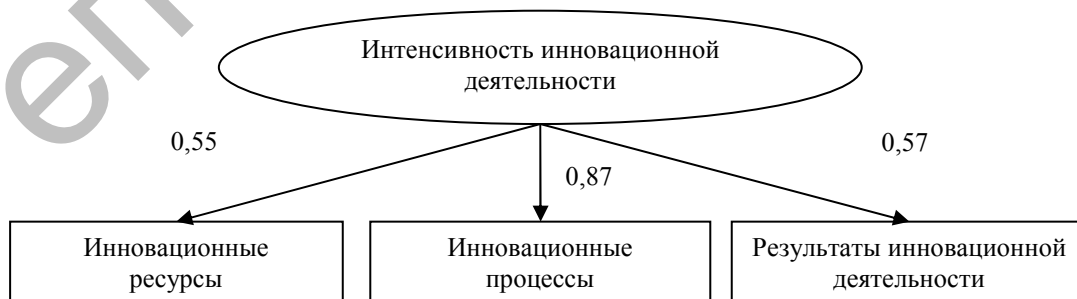 Интенсивность инновационной
деятельности
0,55
0,87
0,57
Инновационные
ресурсы
Инновационные
процессы
Результаты инновационной
деятельности